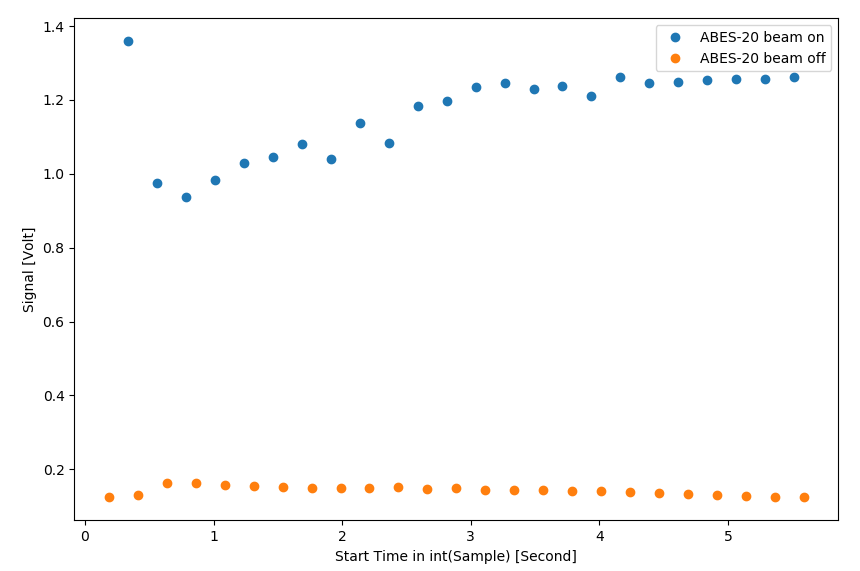 ABES-20 beam on
ABES-20 beam off
1.4
1.2
1.0
0.8
0.6
0.4
0.2
Signal [Volt]
0 1 2 3 4 5
Start Time in int(Sample) [Second]